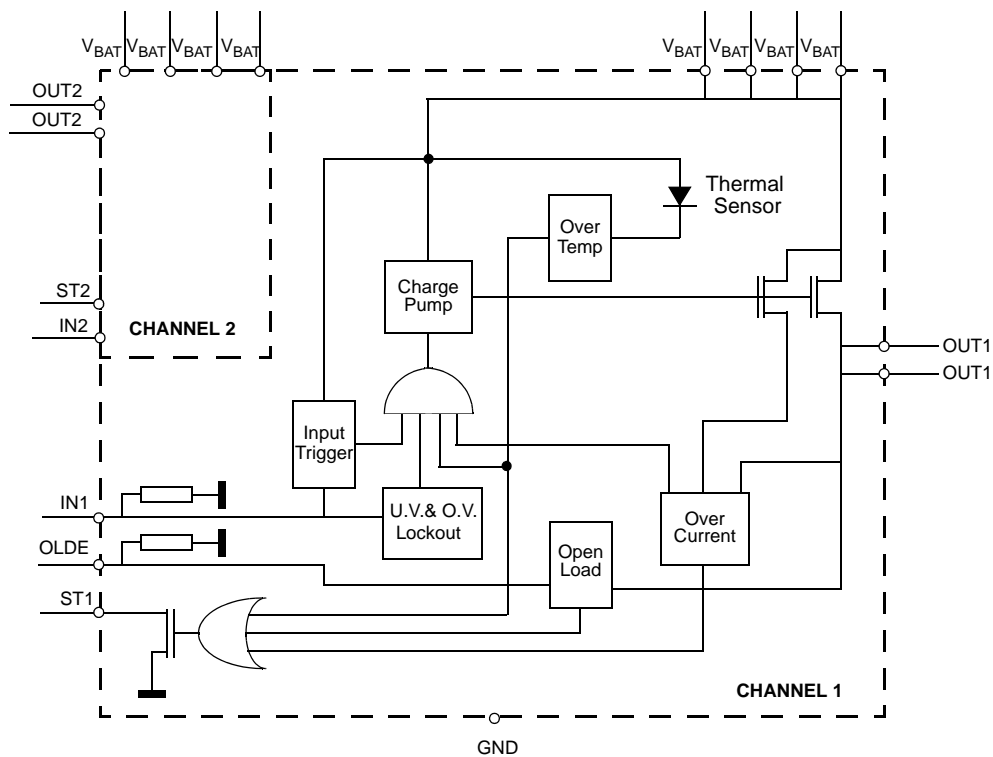 VBAT VBAT VBAT VBAT
VBAT VBAT VBAT VBAT
OUT2
OUT2
Thermal
Sensor
Over
Temp
Charge
Pump
ST2
IN2
CHANNEL 2
OUT1
OUT1
Input
Trigger
IN1
U.V.& O.V.
Lockout
Over
Current
OLDE
Open
Load
ST1
CHANNEL 1
GND